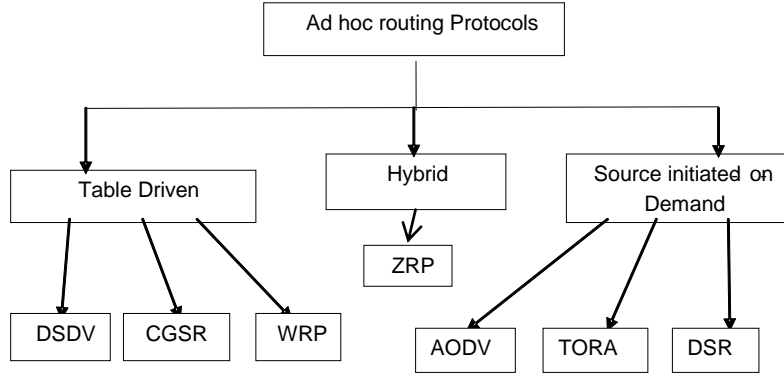 Ad hoc routing Protocols
Table Driven
Hybrid
Source initiated on
Demand
ZRP
DSDV
CGSR
WRP
AODV
TORA
DSR